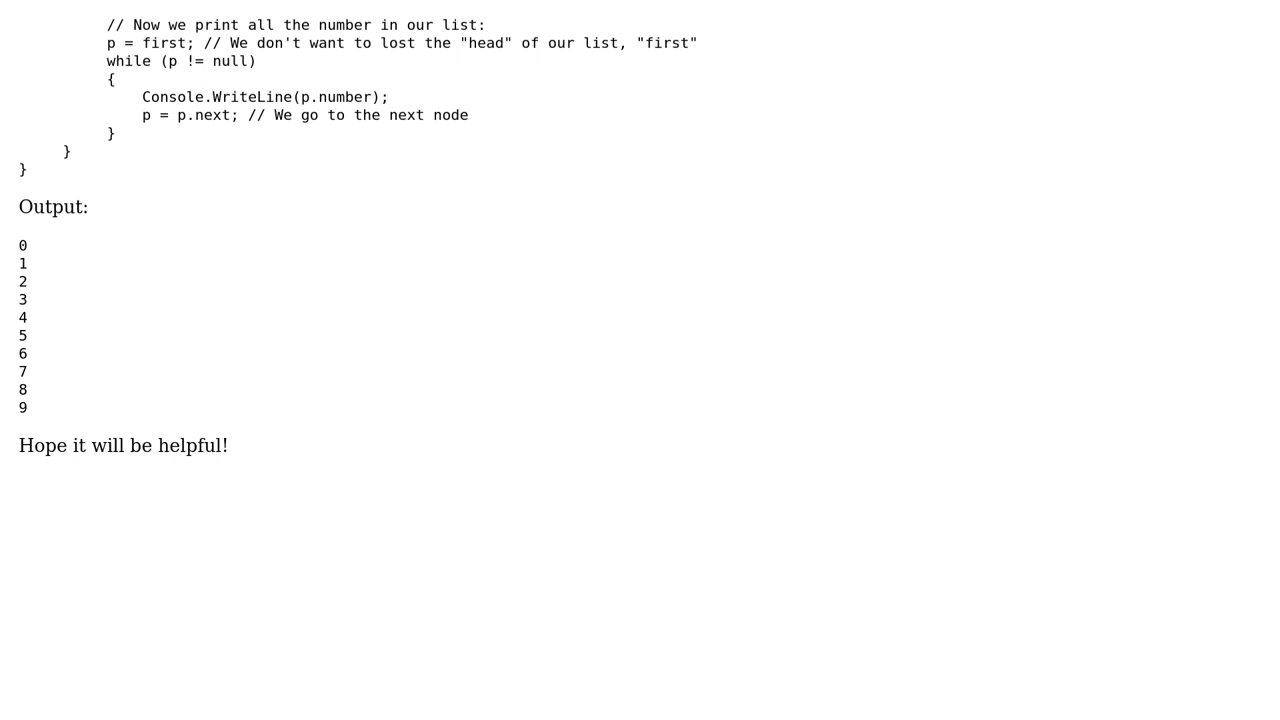 // Now we print all the number in our list:
p = first; // We don't want to lost the "head" of our list, "first"
while (p != null)
{
Console.WriteLine(p.number);
p = p.next; // We go to the next node
}
}
}
Output:
0
1
2
3
4
5
6
7
8
9
Hope it will be helpful!